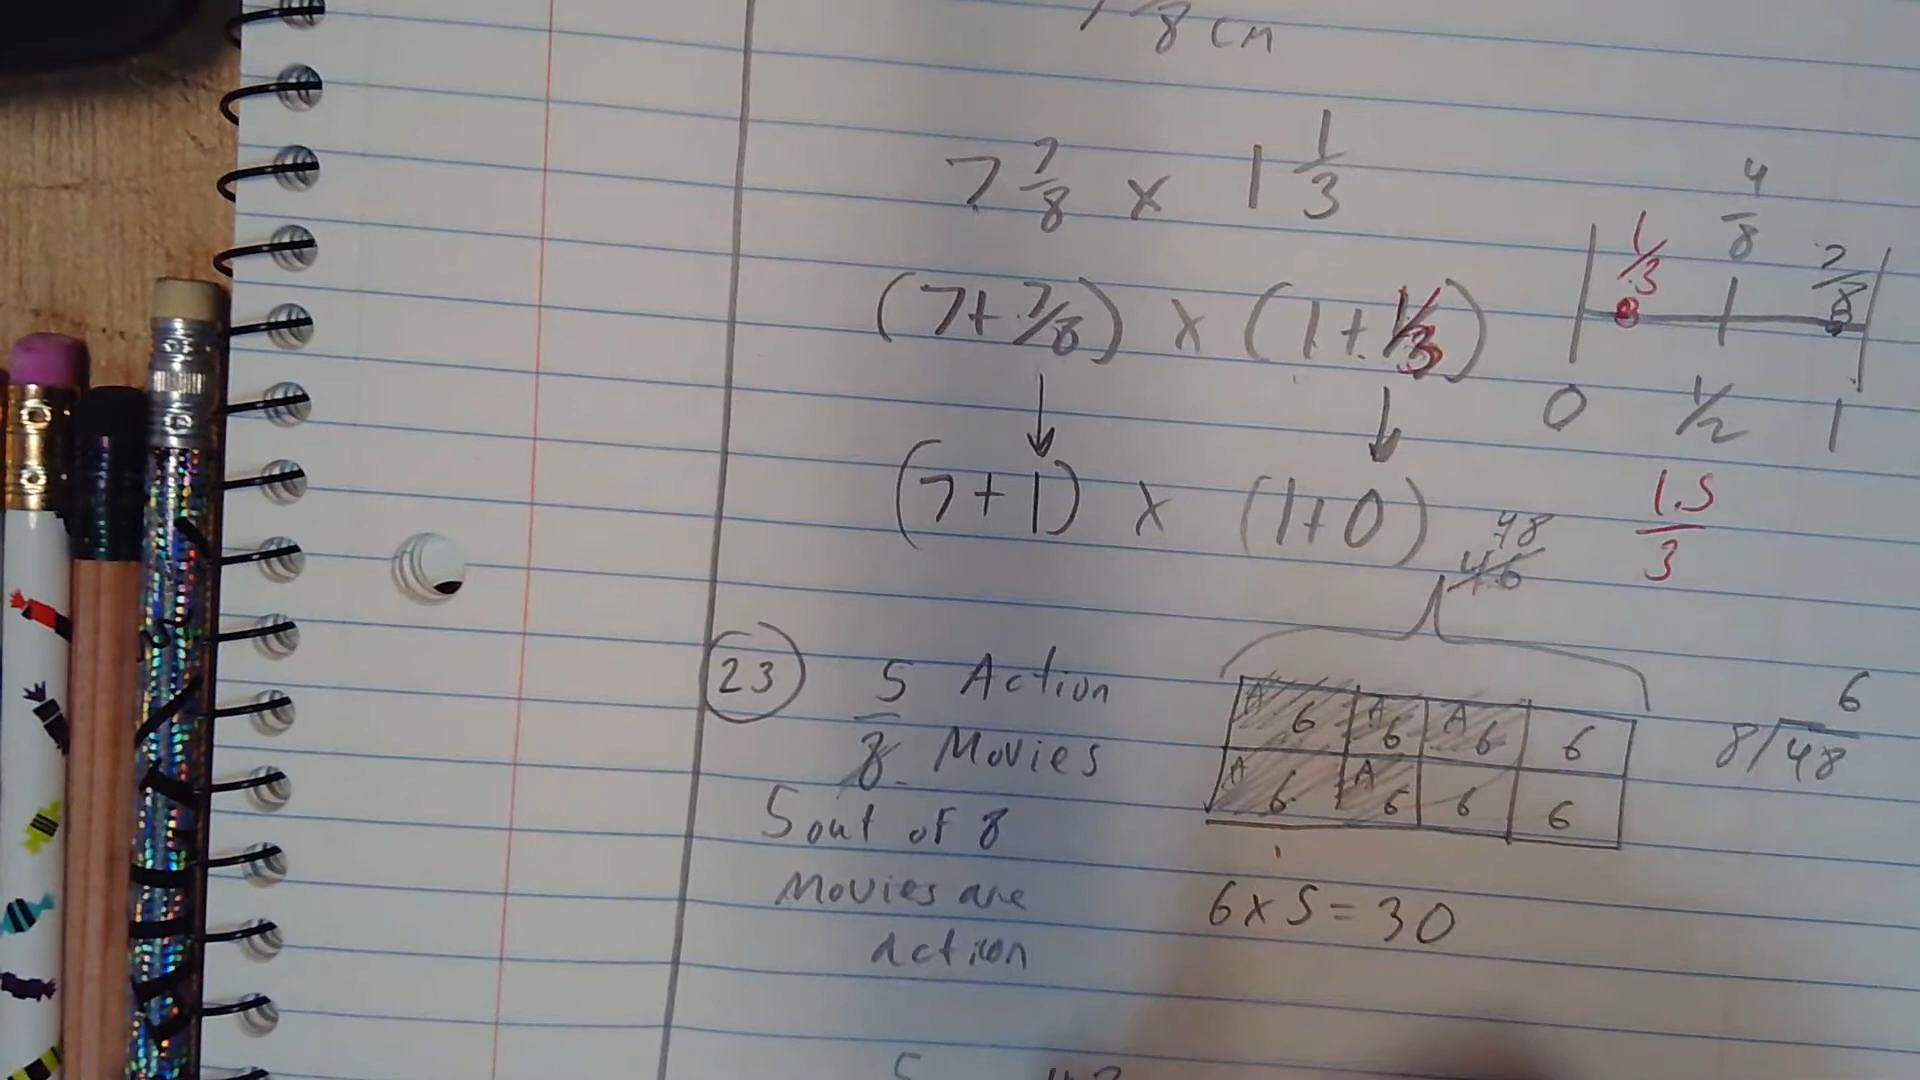 7/8 cm
7 7/8 x 1 1/3
(7+7/8) x (1+1/3)
(7+1) x (1+0)
4/8
1/3 7/8
0 1/2 1
1.5/3
48
46
23 5/8 Action Movies
5 out of 8
Movies are
action
A 6 A 6 A 6 6
A 6 A 6 6 6
6
8/48
6 x 5 = 30